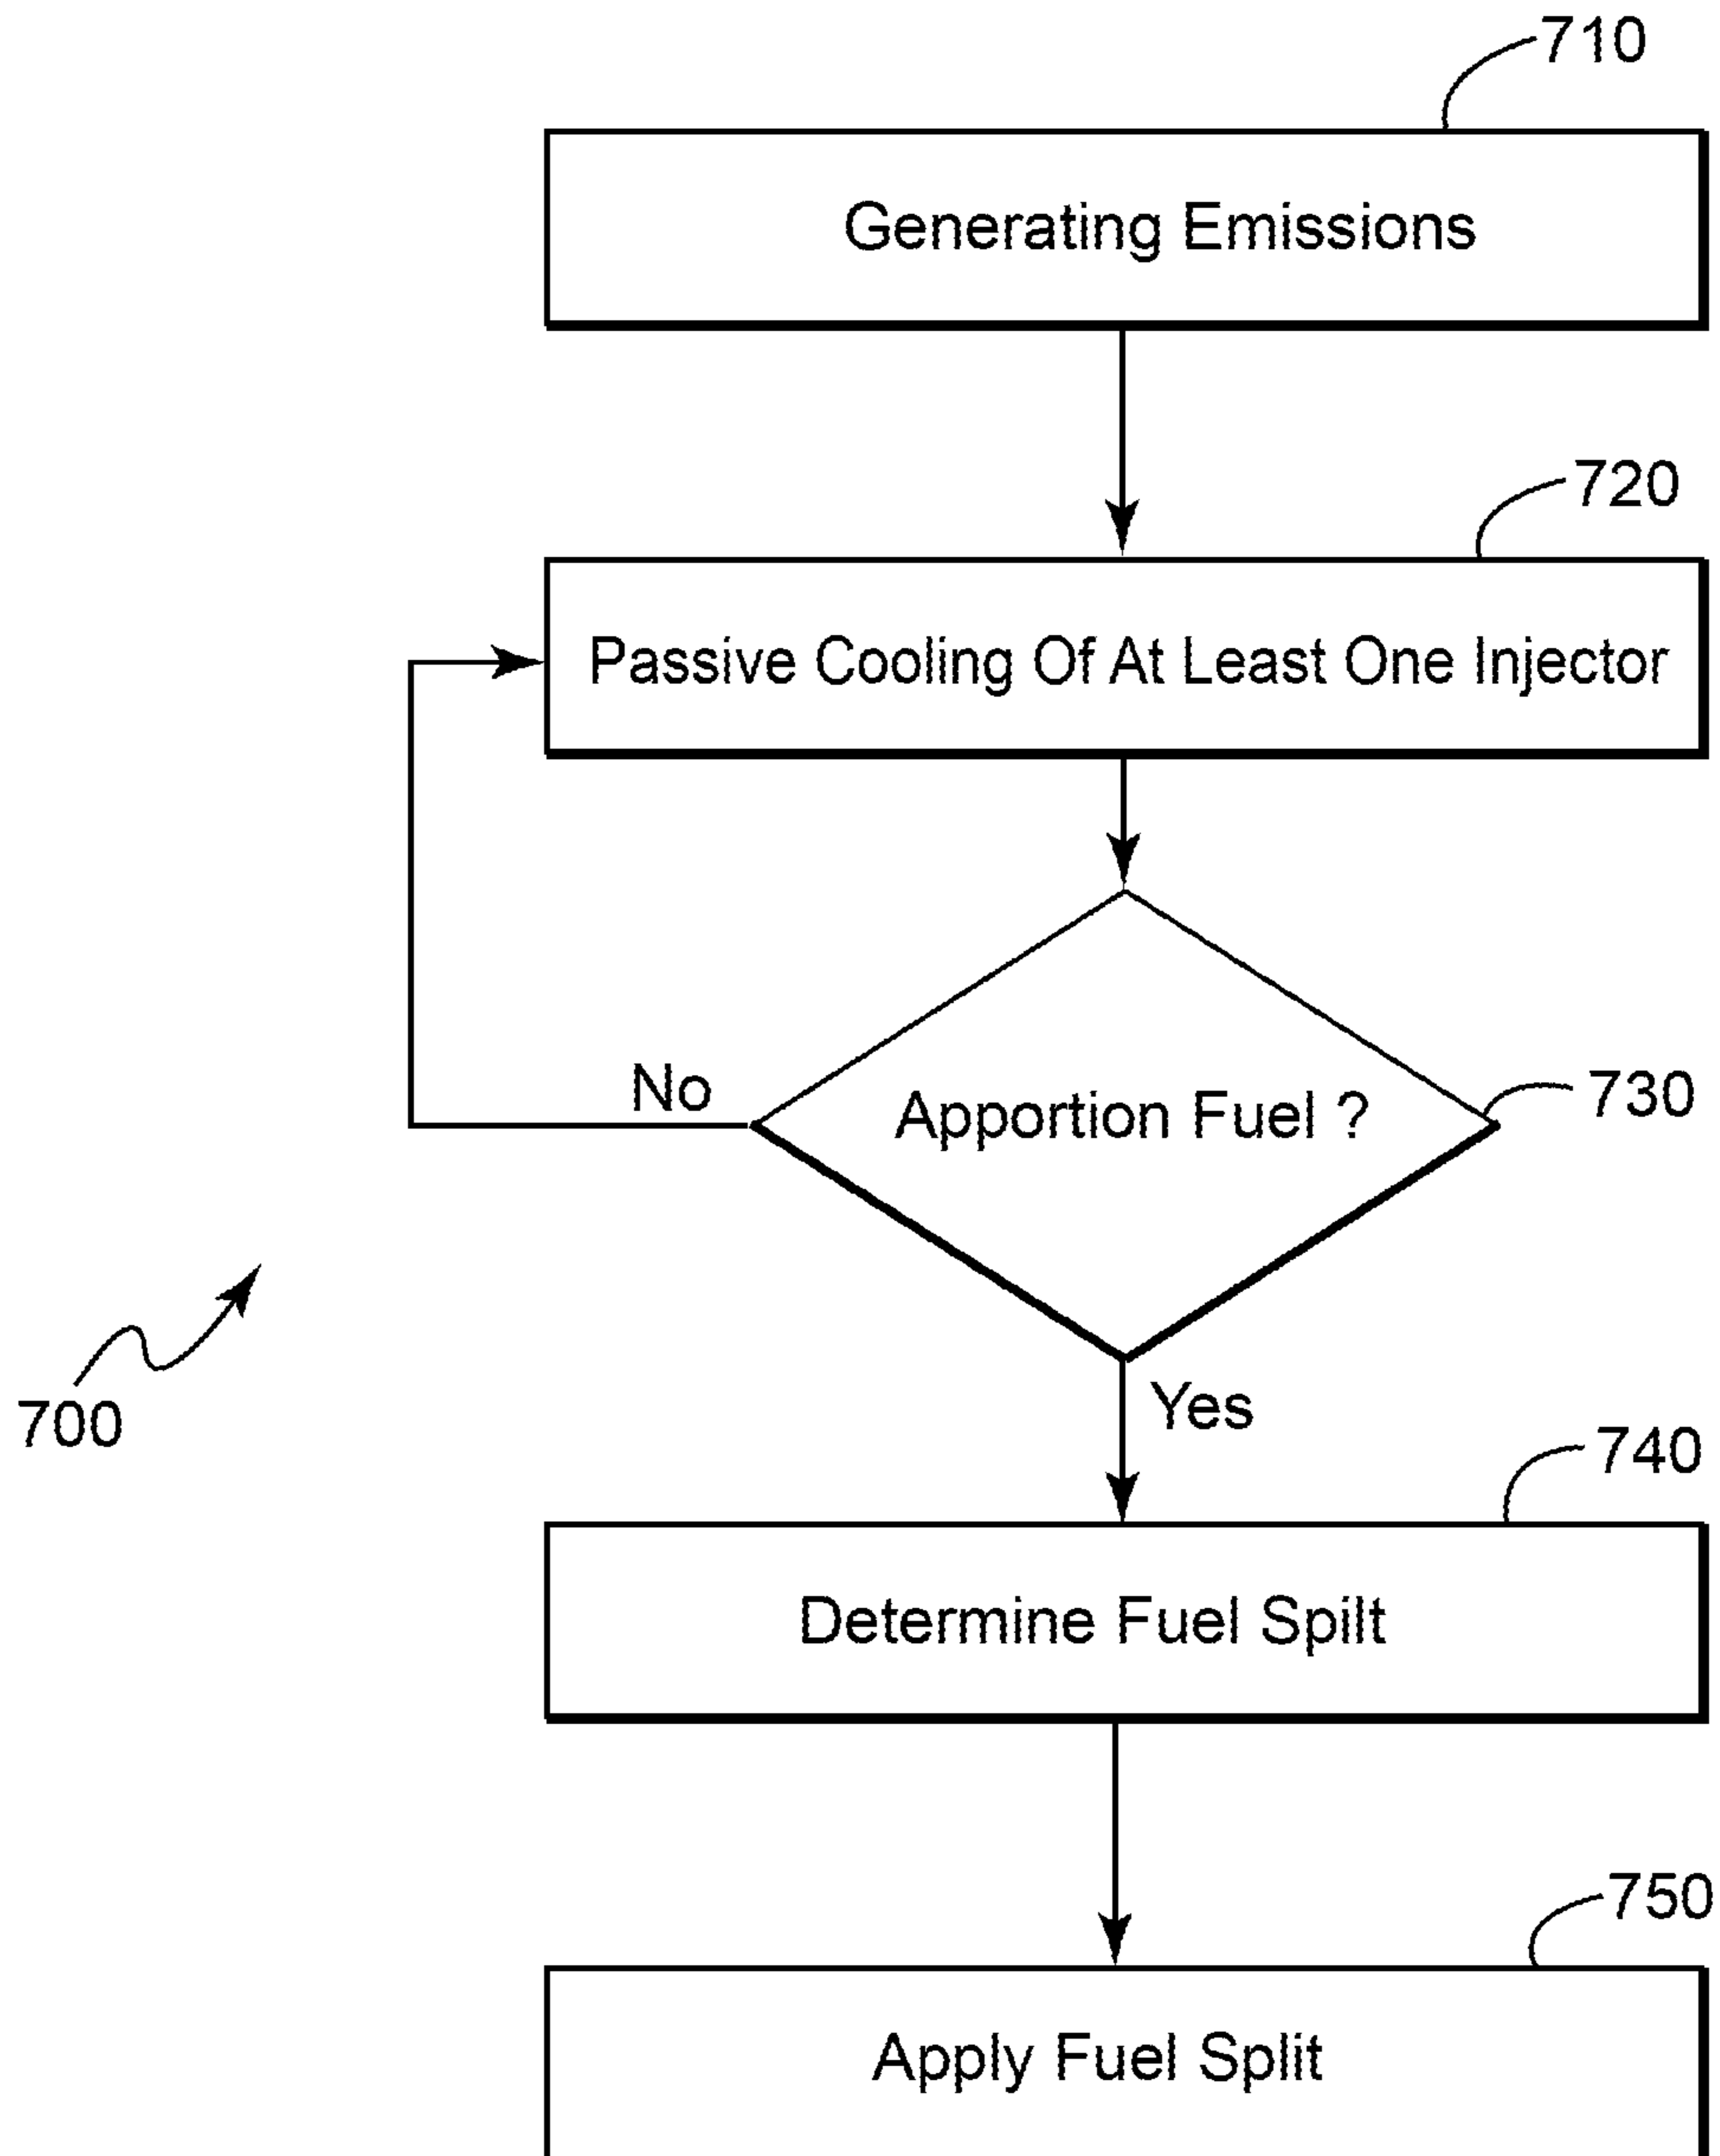 710
Generating Emissions
720
Passive Cooling Of At Least One Injector
No
Apportion Fuel ?
730
Yes
700
740
Determine Fuel Spilt
750
Apply Fuel Split